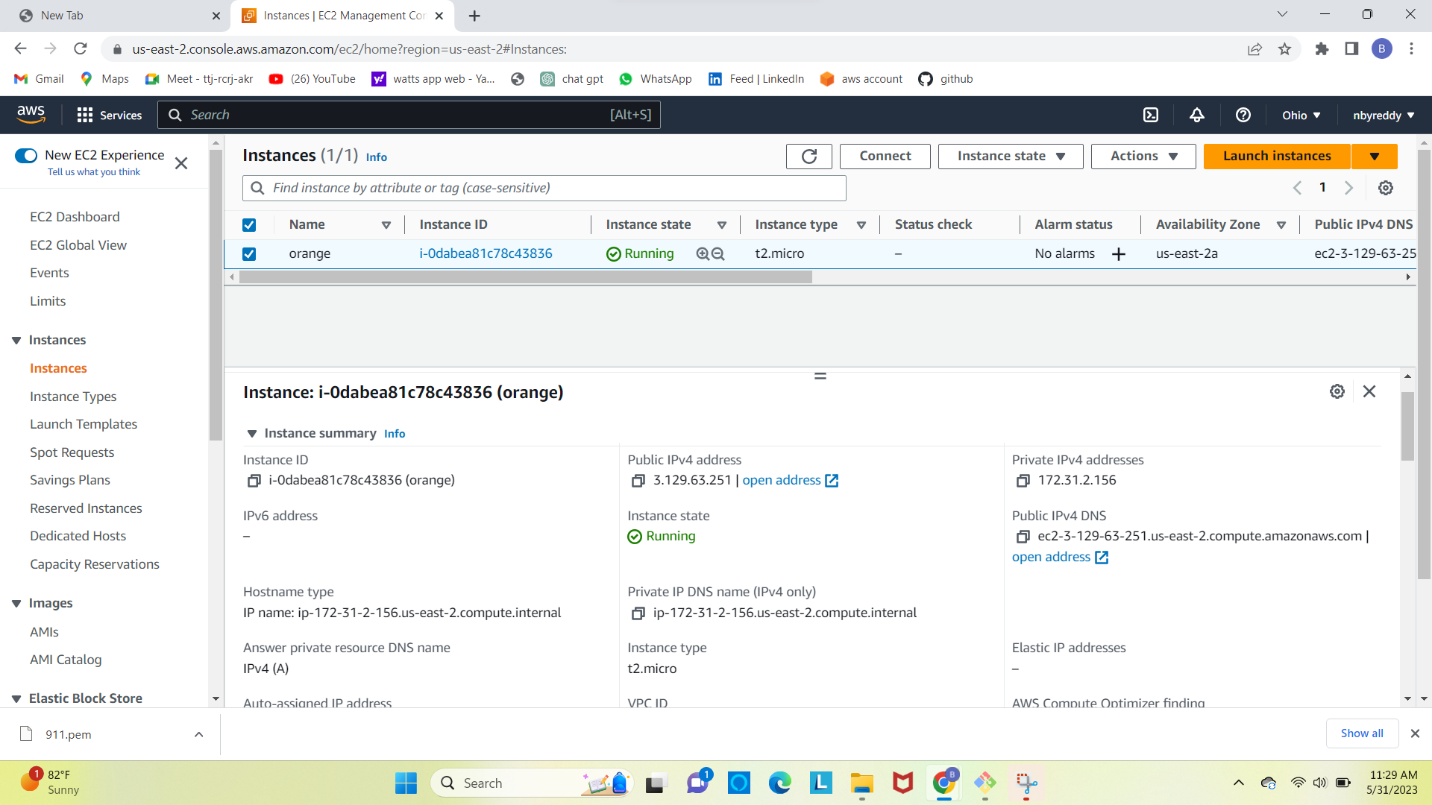 New Tab
Instances | EC2 Management Con
us-east-2.console.aws.amazon.com/ec2/home?region=us-east-2#Instances:
B
Gmail Maps Meet - ttj-rcrj-akr (26) YouTube watts app web - Ya... chat gpt WhatsApp Feed | LinkedIn aws account github
aws Services Search [Alt+S] Ohio nbyreddy
New EC2 Experience
Tell us what you think
EC2 Dashboard
EC2 Global View
Events
Limits
Instances
Instances
Instance Types
Launch Templates
Spot Requests
Savings Plans
Reserved Instances
Dedicated Hosts
Capacity Reservations
Images
AMIs
AMI Catalog
Elastic Block Store
Instances (1/1) Info
Connect Instance state Actions Launch instances
Find instance by attribute or tag (case-sensitive)
1
Name Instance ID Instance state Instance type Status check Alarm status Availability Zone Public IPv4 DNS
orange i-0dabea81c78c43836 Running t2.micro – No alarms + us-east-2a ec2-3-129-63-25
Instance: i-0dabea81c78c43836 (orange)
Instance summary Info
Instance ID
i-0dabea81c78c43836 (orange)
Public IPv4 address
3.129.63.251 | open address
Private IPv4 addresses
172.31.2.156
IPv6 address
–
Instance state
Running
Public IPv4 DNS
ec2-3-129-63-251.us-east-2.compute.amazonaws.com |
open address
Hostname type
IP name: ip-172-31-2-156.us-east-2.compute.internal
Private IP DNS name (IPv4 only)
ip-172-31-2-156.us-east-2.compute.internal
Answer private resource DNS name
IPv4 (A)
Instance type
t2.micro
Elastic IP addresses
–
Auto-assigned IP address
VPC ID
AWS Compute Optimizer finding
911.pem
Show all
1
82°F
Sunny
Search
1
L
B
11:29 AM
5/31/2023